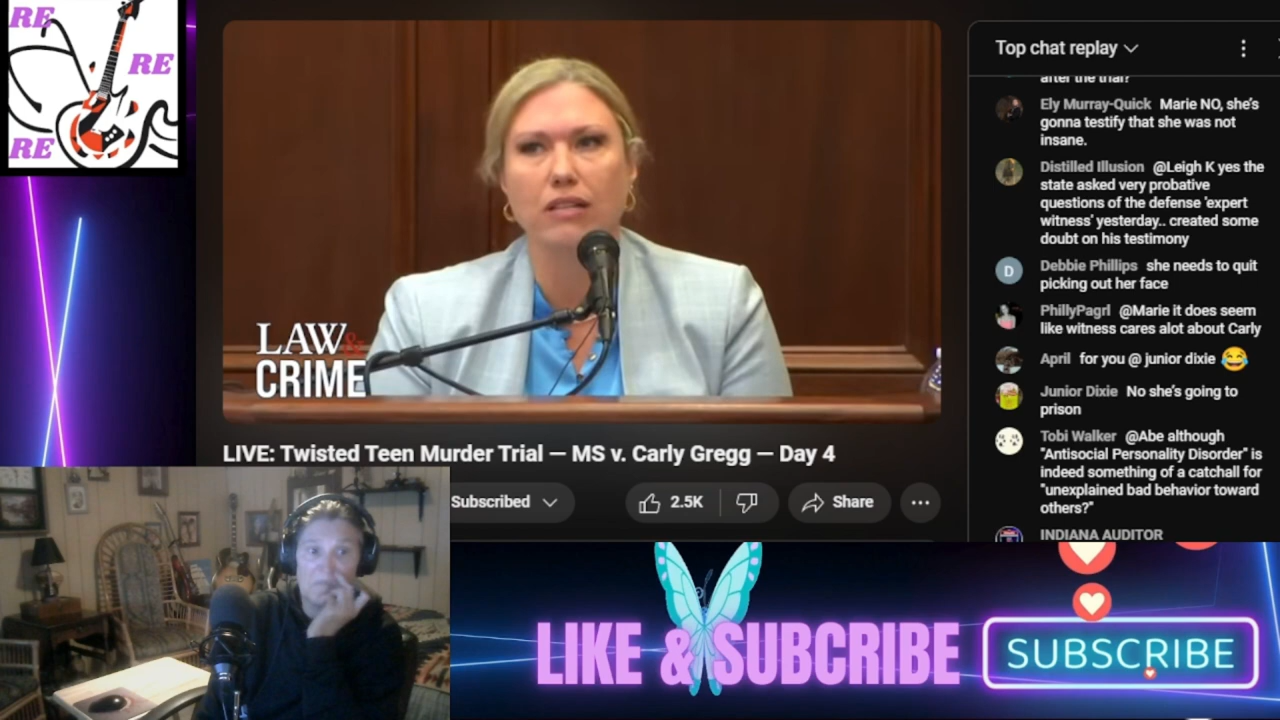 RE
RE
RE
LAW&
CRIME
LIVE: Twisted Teen Murder Trial — MS v. Carly Gregg — Day 4
Subscribed
2.5K
Share
Top chat replay
after the trial?
Ely Murray-Quick Marie NO, she's
gonna testify that she was not
insane.
Distilled Illusion @Leigh K yes the
state asked very probative
questions of the defense 'expert
witness' yesterday.. created some
doubt on his testimony
D
Debbie Phillips she needs to quit
picking out her face
PhillyPagrl @Marie it does seem
like witness cares alot about Carly
April for you @ junior dixie 😂
Junior Dixie No she's going to
prison
Tobi Walker @Abe although
"Antisocial Personality Disorder" is
indeed something of a catchall for
"unexplained bad behavior toward
others?"
INDIANA AUDITOR
LIKE & SUBCRIBE
SUBSCRIBE